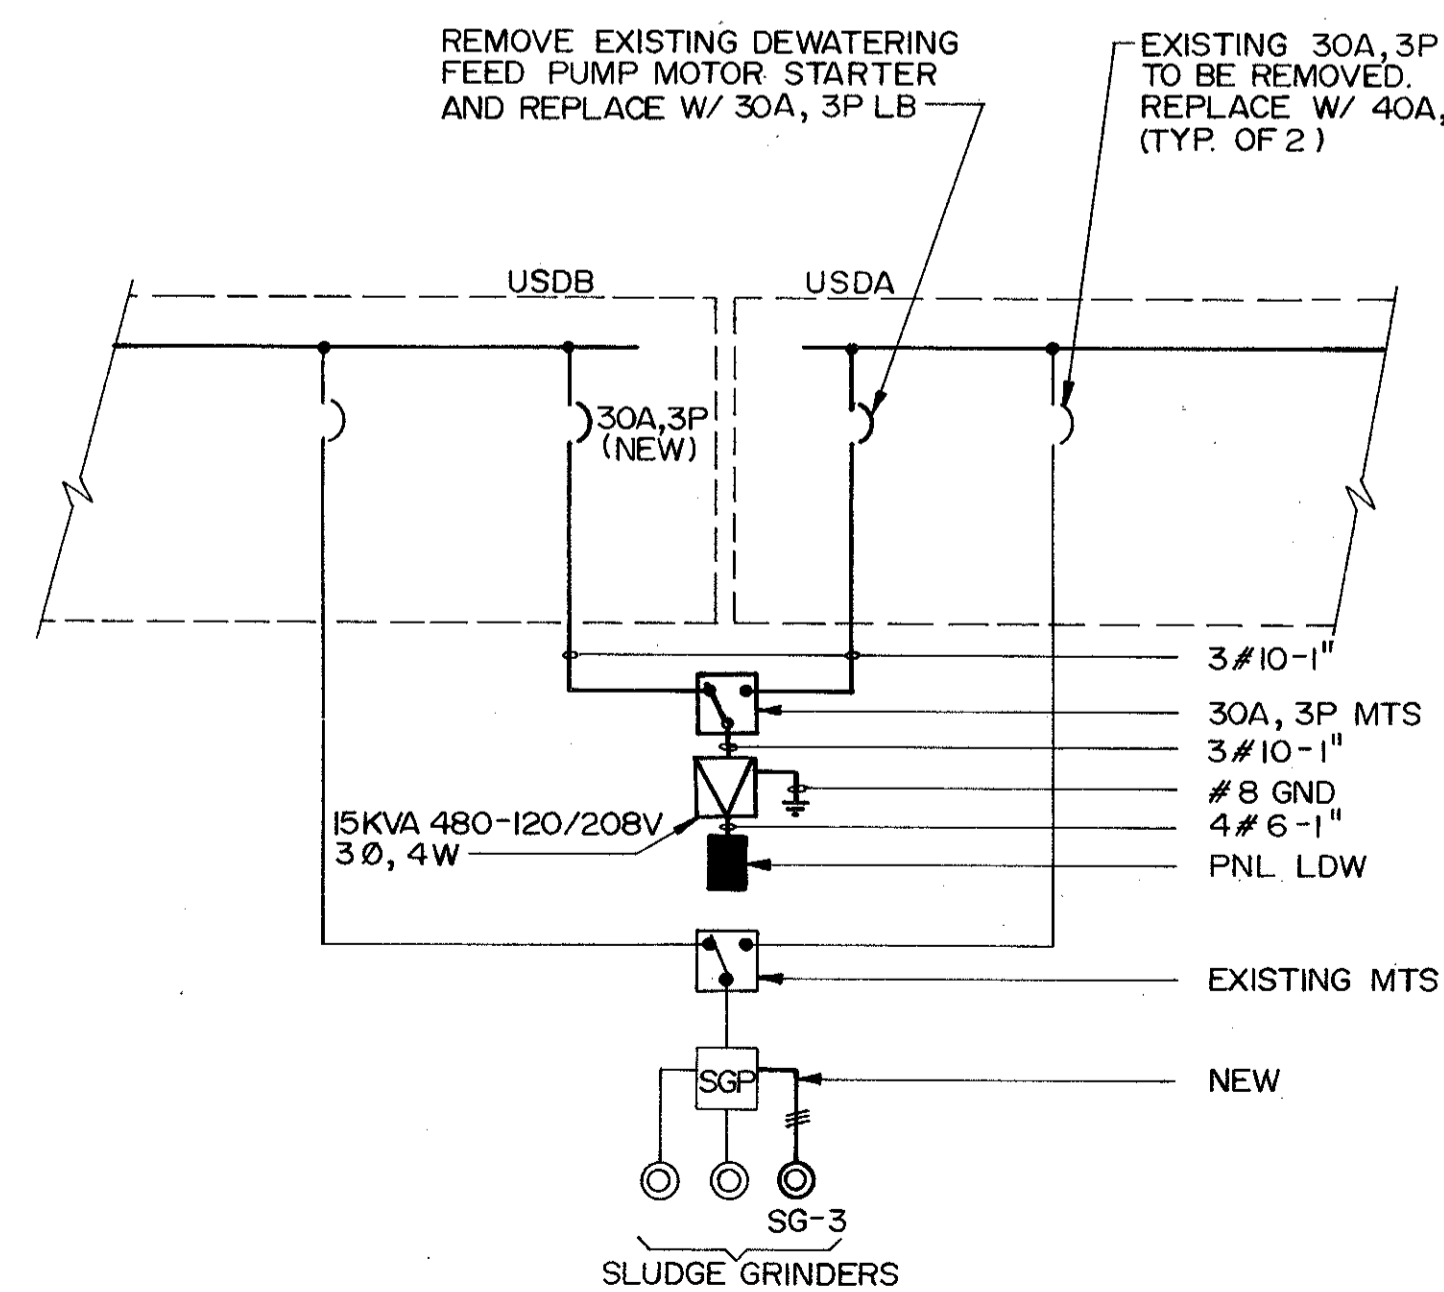 REMOVE EXISTING DEWATERING
FEED PUMP MOTOR STARTER
AND REPLACE W/ 30A, 3P LB
EXISTING 30A, 3P
TO BE REMOVED.
REPLACE W/ 40A,
(TYP. OF 2)
USDB
USDA
30A, 3P
(NEW)
3#10-1"
30A, 3P MTS
3#10-1"
#8 GND
4#6-1"
PNL LDW
15KVA 480-120/208V
3Ø, 4W
EXISTING MTS
SGP
NEW
SG-3
SLUDGE GRINDERS